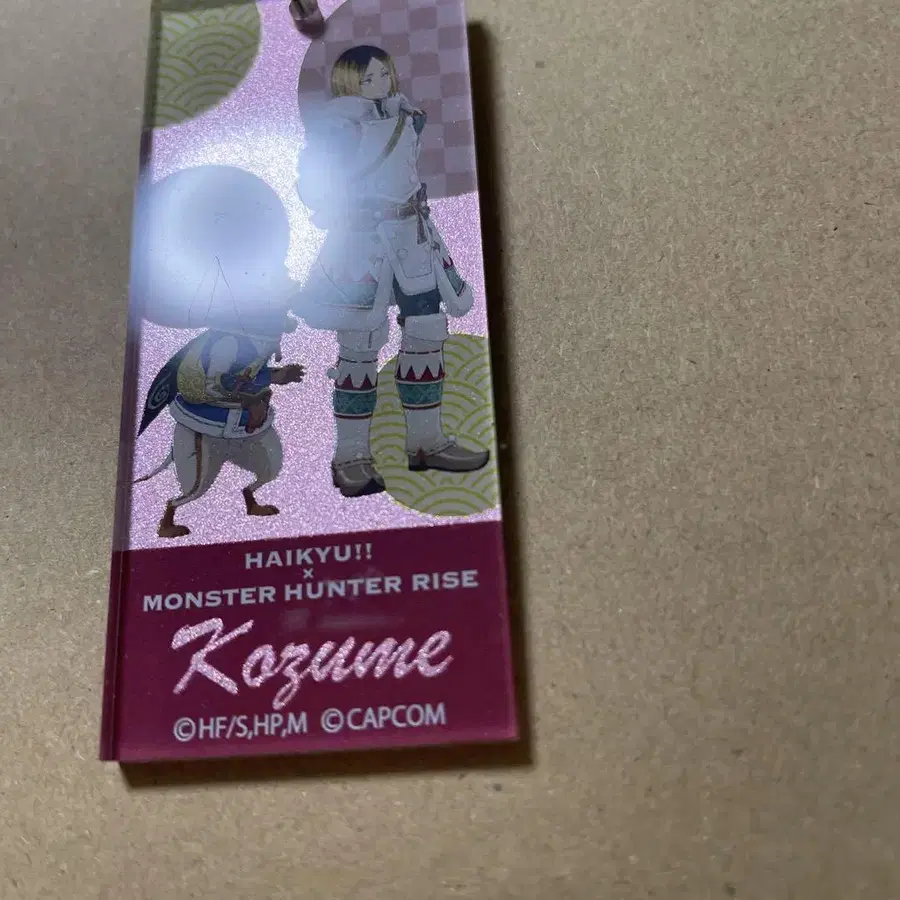 HAIKYU!!
×
MONSTER HUNTER RISE
Kozume
©HF/S,HP,M ©CAPCOM